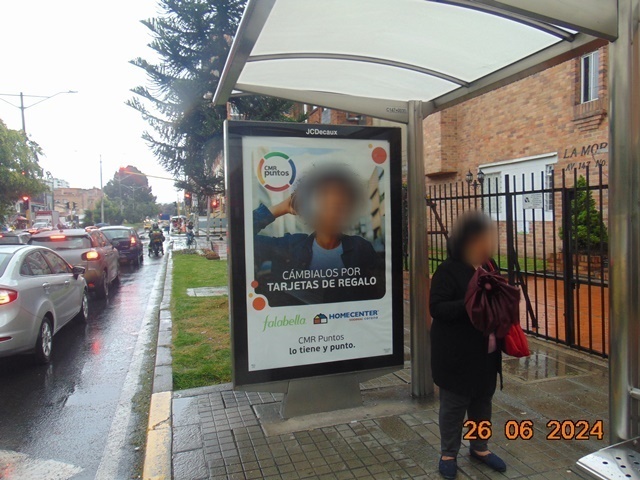 JCDecaux
CMR
puntos
CÁMBIALOS POR
TARJETAS DE REGALO
falabella
HOMECENTER
CMR Puntos
lo tiene y punto.
LA MOR
26 06 2024